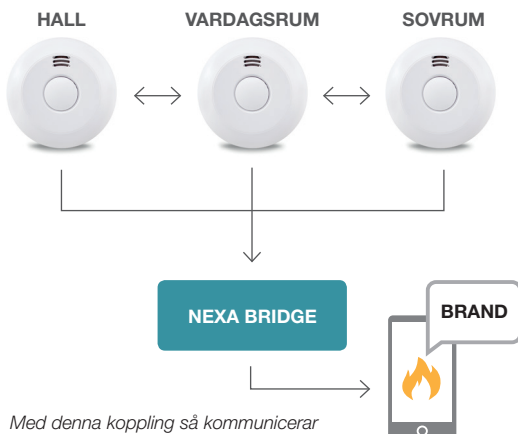 HALL
VARDAGSRUM
SOVRUM
NEXA BRIDGE
BRAND
Med denna koppling så kommunicerar